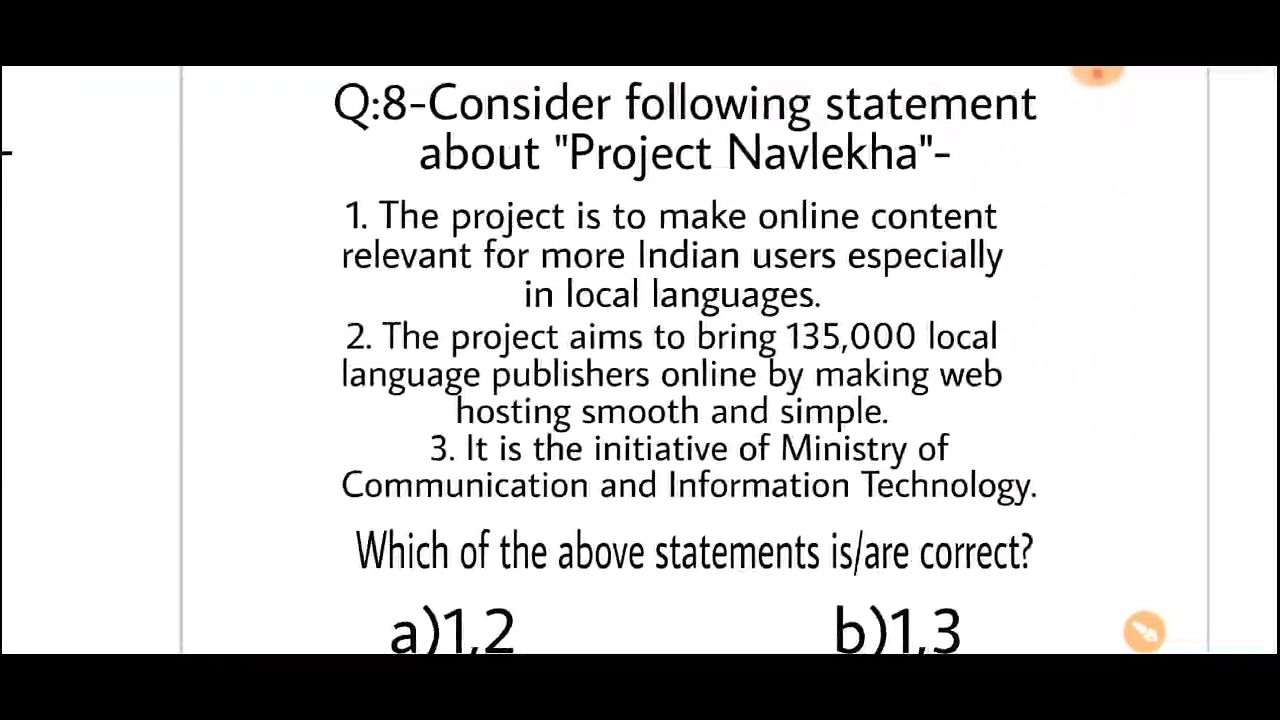 Q:8-Consider following statement
about "Project Navlekha"-
1. The project is to make online content
relevant for more Indian users especially
in local languages.
2. The project aims to bring 135,000 local
language publishers online by making web
hosting smooth and simple.
3. It is the initiative of Ministry of
Communication and Information Technology.
Which of the above statements is/are correct?
a)1,2 b)1,3